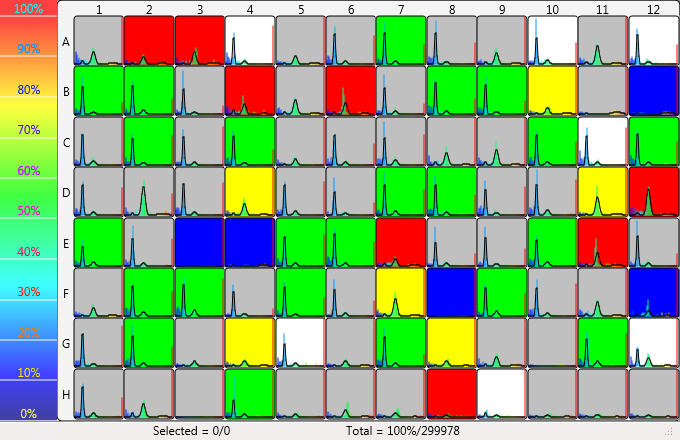 1 2 3 4 5 6 7 8 9 10 11 12
100%
90%
80%
70%
60%
50%
40%
30%
20%
10%
0%
A
B
C
D
E
F
G
H
Selected = 0/0 Total = 100%/299978